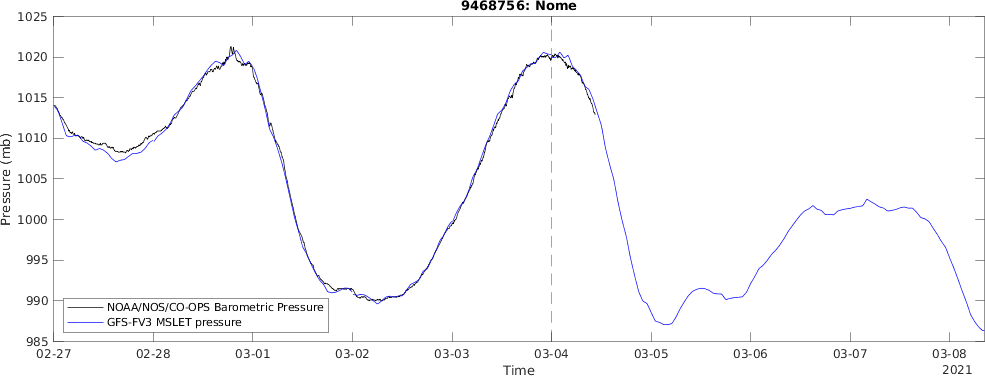 9468756: Nome
1025
1020
1015
1010
1005
1000
995
990
985
Pressure (mb)
NOAA/NOS/CO-OPS Barometric Pressure
GFS-FV3 MSLET pressure
02-27 02-28 03-01 03-02 03-03 03-04 03-05 03-06 03-07 03-08
Time
2021